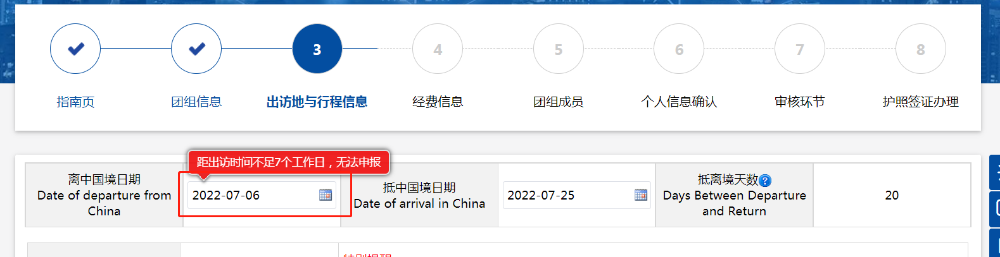 3
4
5
6
7
8
指南页
团组信息
出访地与行程信息
经费信息
团组成员
个人信息确认
审核环节
护照签证办理
距出访时间不足7个工作日，无法申报
离中国境日期
Date of departure from
China
2022-07-06
抵中国境日期
Date of arrival in China
2022-07-25
抵离境天数?
Days Between Departure
and Return
20
特别提醒